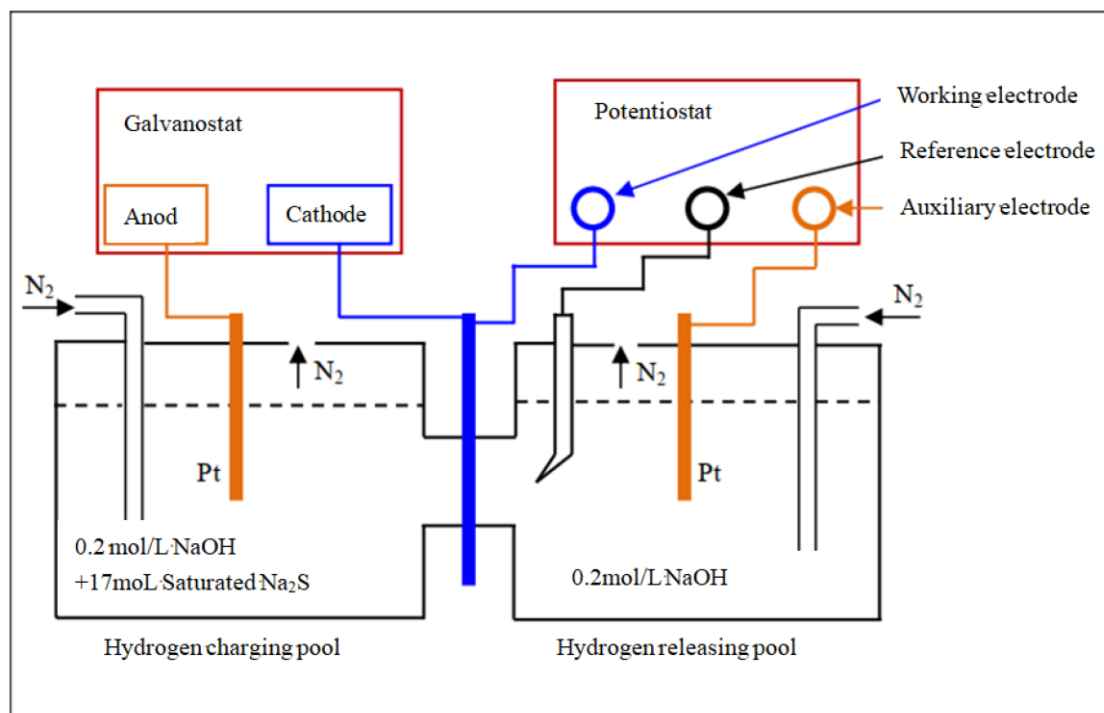 Galvanostat
Potentiostat
Working electrode
Reference electrode
Auxiliary electrode
Anod
Cathode
N₂
N₂
N₂
N₂
Pt
Pt
0.2 mol/L NaOH
+17moL Saturated Na₂S
0.2mol/L NaOH
Hydrogen charging pool
Hydrogen releasing pool